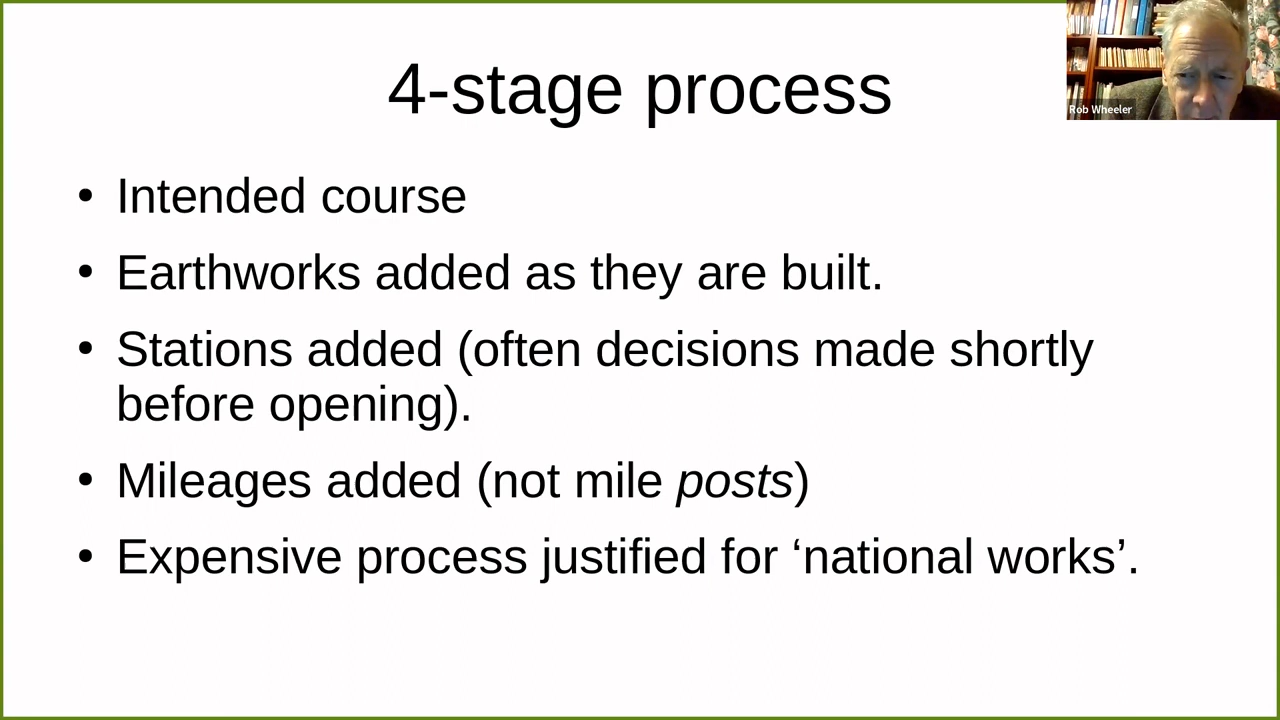 4-stage process
Rob Wheeler
• Intended course
• Earthworks added as they are built.
• Stations added (often decisions made shortly
before opening).
• Mileages added (not mile posts)
• Expensive process justified for ‘national works’.